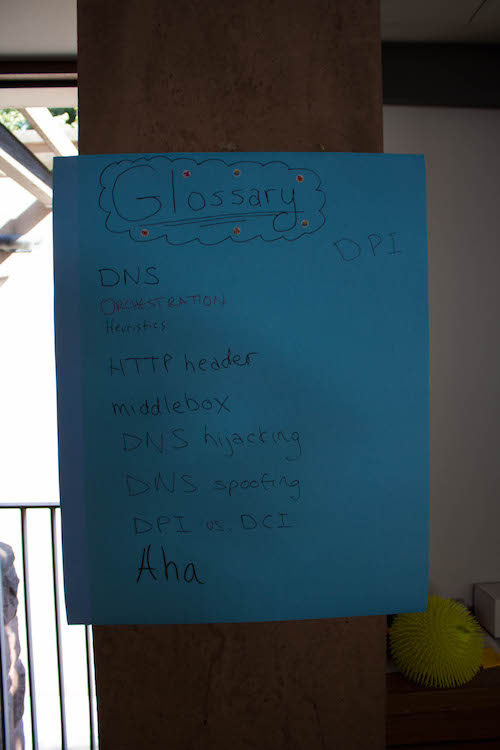 Glossary
DPI
DNS
ORCHESTRATION
Heuristics
HTTP header
middlebox
DNS hijacking
DNS spoofing
DPI vs. DCI
Aha